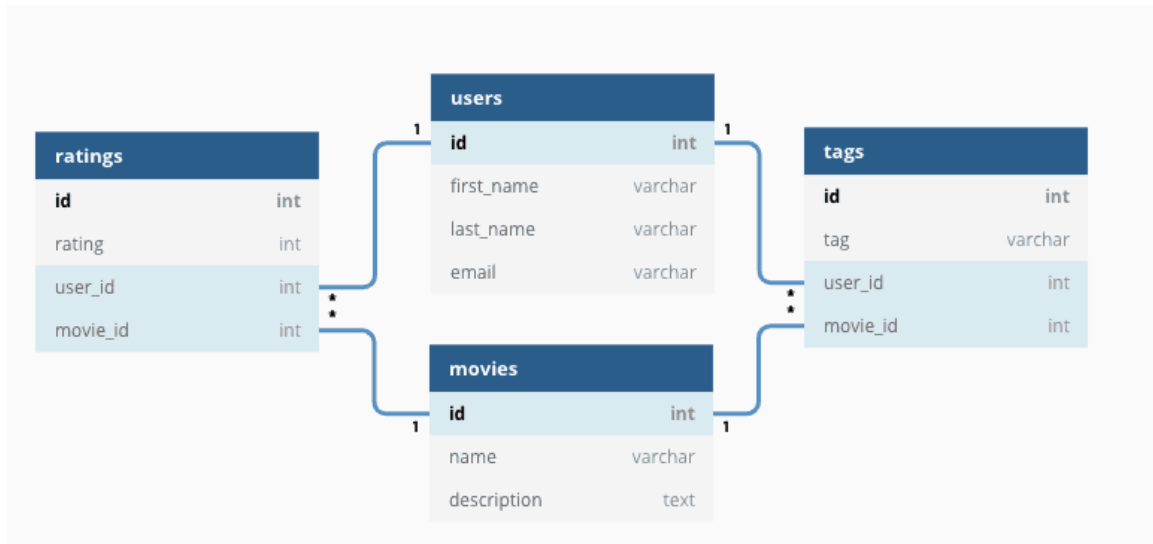 users
1
id int
1
first_name varchar
last_name varchar
email varchar
ratings
id int
rating int
user_id int
*
*
movie_id int
tags
id int
tag varchar
user_id int
*
*
movie_id int
movies
id int
1
1
name varchar
description text